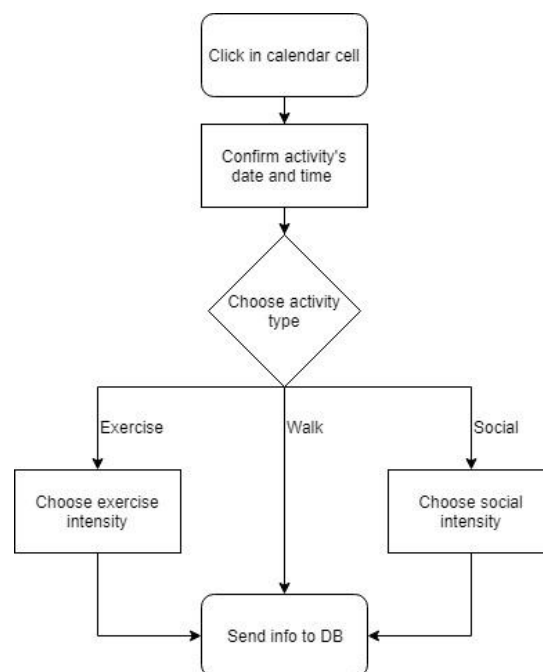 Click in calendar cell
Confirm activity's
date and time
Choose activity
type
Exercise
Walk
Social
Choose exercise
intensity
Choose social
intensity
Send info to DB